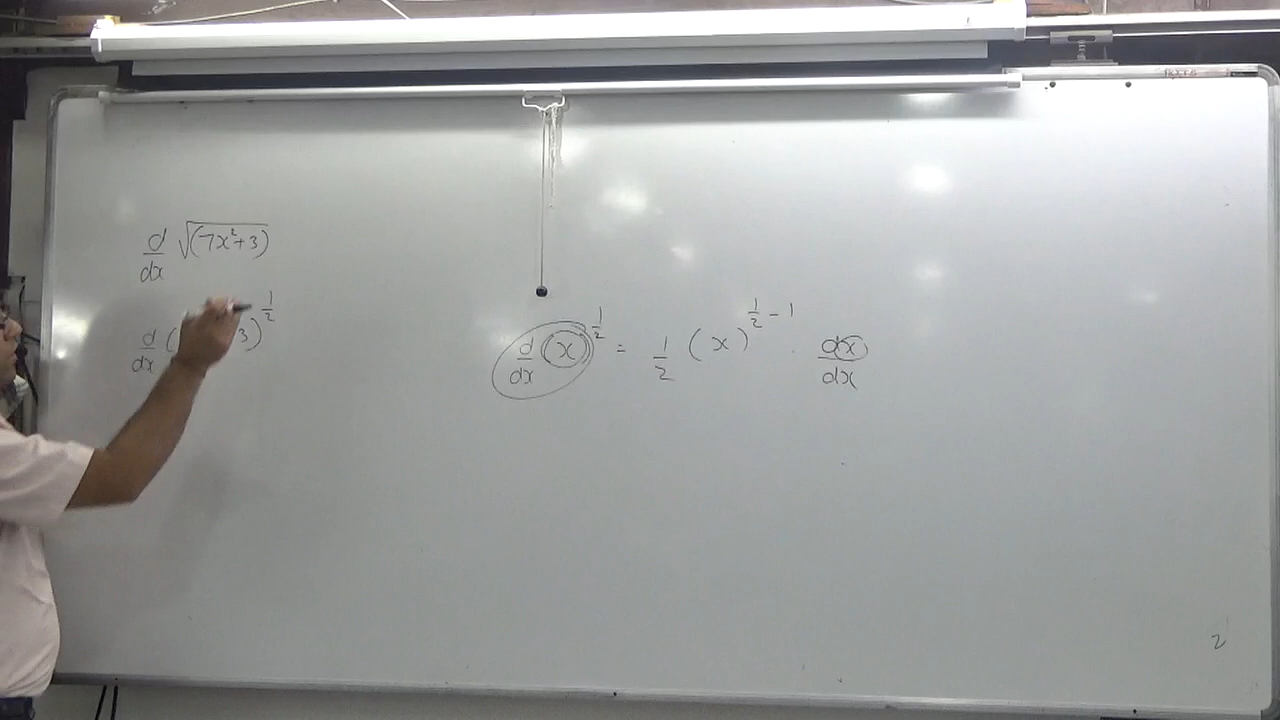 d/dx √(7x²+3)
d/dx ( 3)^1/2
d/dx (x)^1/2 = 1/2 (x)^1/2 - 1 . dx/dx
2